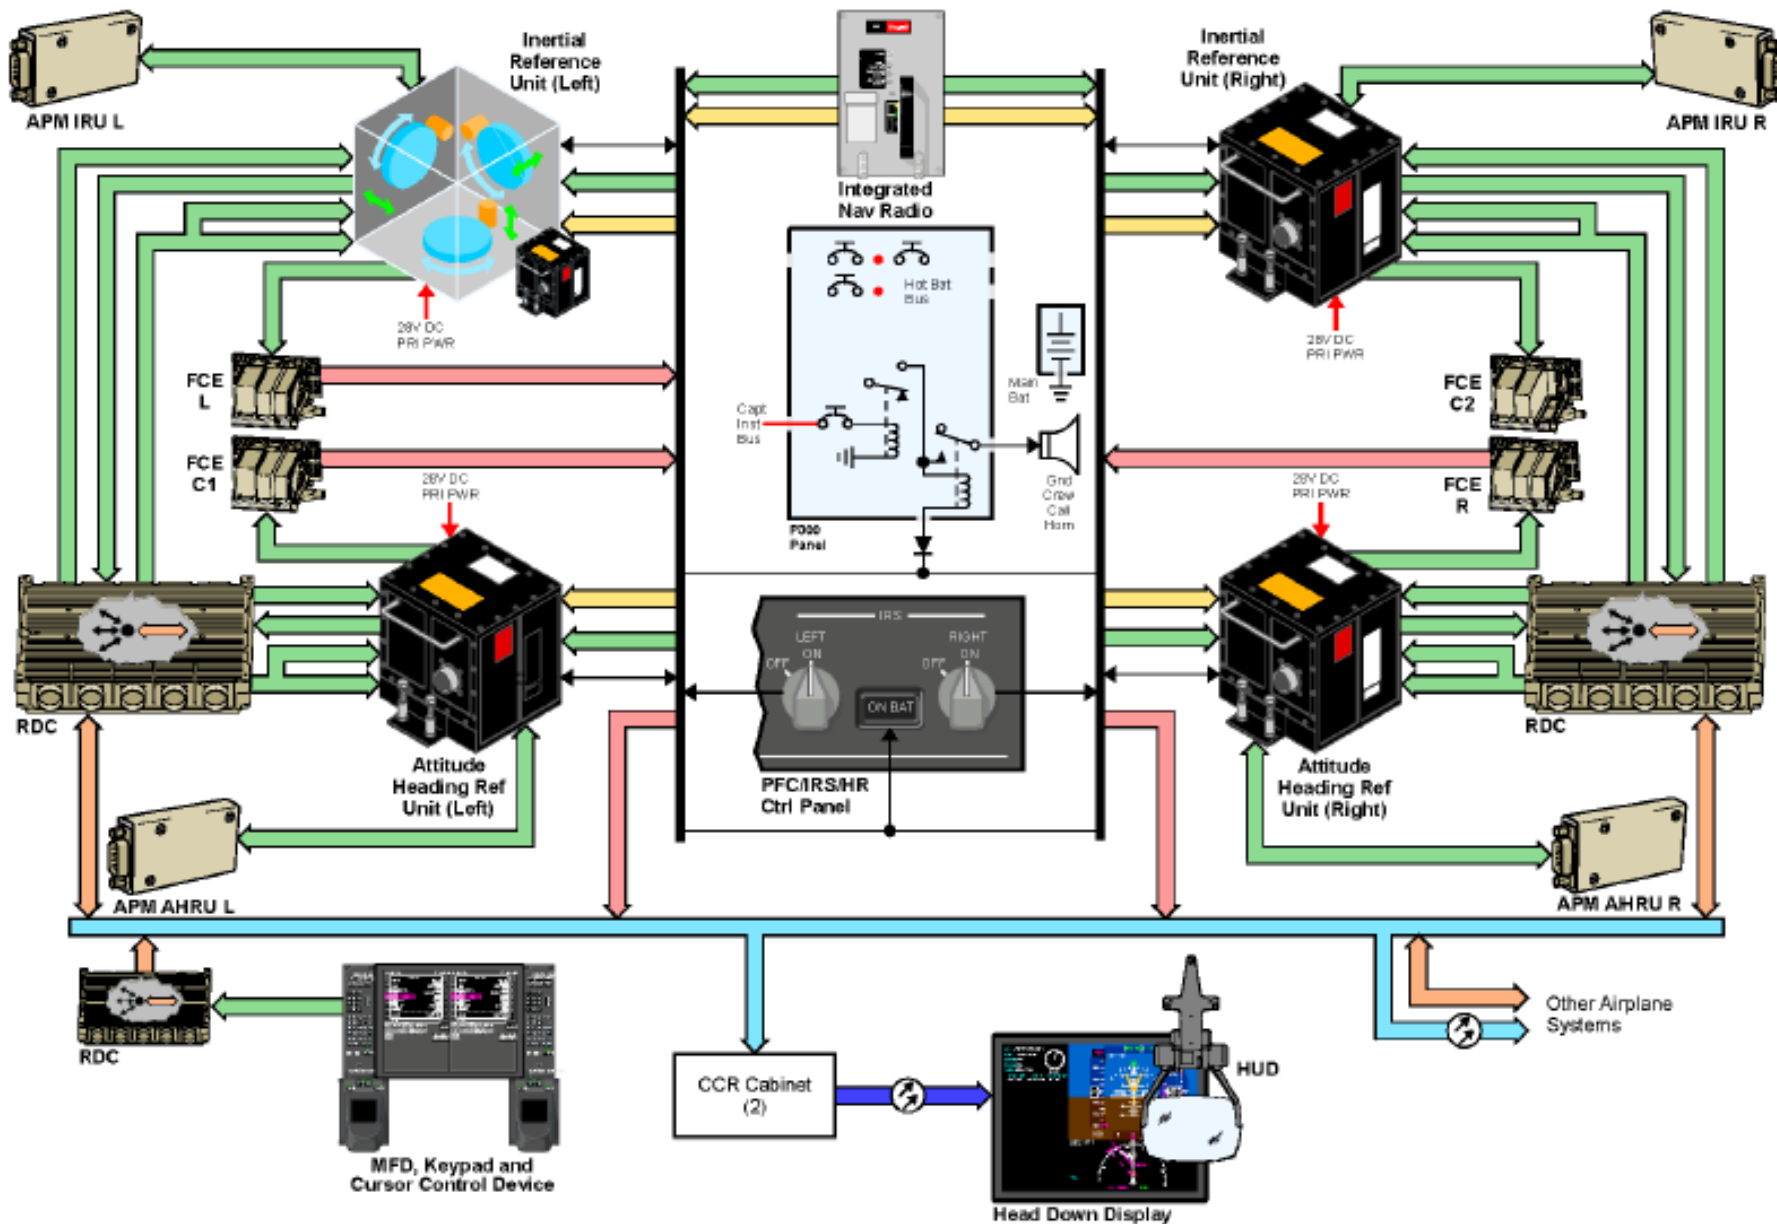 APM IRU L
Inertial
Reference
Unit (Left)
Integrated
Nav Radio
Inertial
Reference
Unit (Right)
APM IRU R
28V DC
PRI PWR
Hot Bat
Bus
Main
Bat
Capt
Inst
Bus
Gnd
Crew
Call
Horn
P300
Panel
28V DC
PRI PWR
FCE
L
FCE
C1
28V DC
PRI PWR
FCE
C2
FCE
R
28V DC
PRI PWR
IRS
LEFT
ON
OFF
RIGHT
ON
OFF
ON BAT
PFC/IRS/HR
Ctrl Panel
RDC
Attitude
Heading Ref
Unit (Left)
Attitude
Heading Ref
Unit (Right)
RDC
APM AHRU L
APM AHRU R
RDC
MFD, Keypad and
Cursor Control Device
CCR Cabinet
(2)
HUD
Head Down Display
Other Airplane
Systems